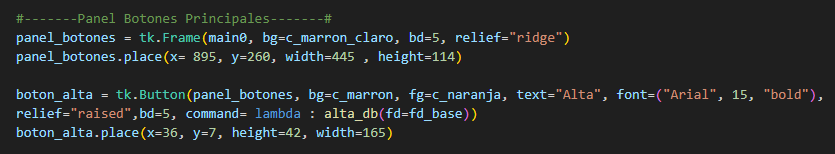 #-------Panel Botones Principales-------#
panel_botones = tk.Frame(main0, bg=c_marron_claro, bd=5, relief="ridge")
panel_botones.place(x= 895, y=260, width=445 , height=114)
boton_alta = tk.Button(panel_botones, bg=c_marron, fg=c_naranja, text="Alta", font=("Arial", 15, "bold"),
relief="raised",bd=5, command= lambda : alta_db(fd=fd_base))
boton_alta.place(x=36, y=7, height=42, width=165)